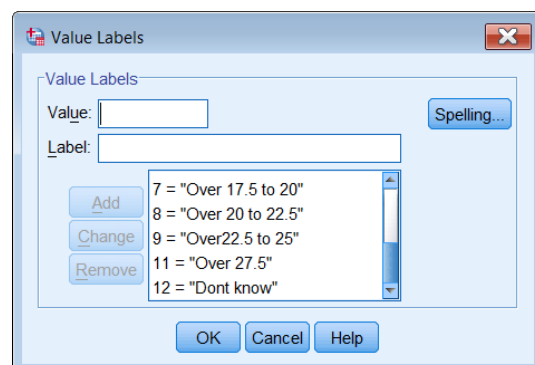 Value Labels
Value Labels
Value:
Spelling...
Label:
Add
Change
Remove
7 = "Over 17.5 to 20"
8 = "Over 20 to 22.5"
9 = "Over22.5 to 25"
11 = "Over 27.5"
12 = "Dont know"
OK Cancel Help